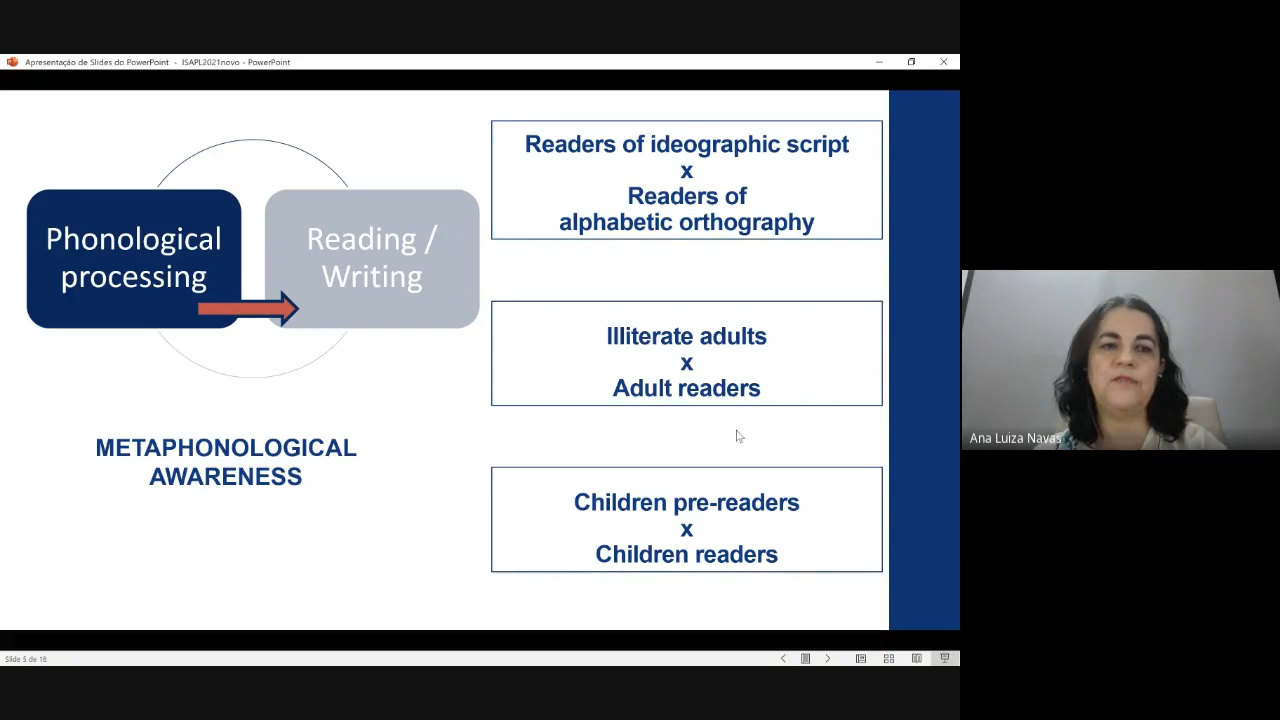 Apresentação de Slides do PowerPoint - ISAPL2021novo - PowerPoint
Phonological
processing
Reading /
Writing
METAPHONOLOGICAL
AWARENESS
Readers of ideographic script
x
Readers of
alphabetic orthography
Illiterate adults
x
Adult readers
Children pre-readers
x
Children readers
Ana Luiza Navas
Slide 5 de 18